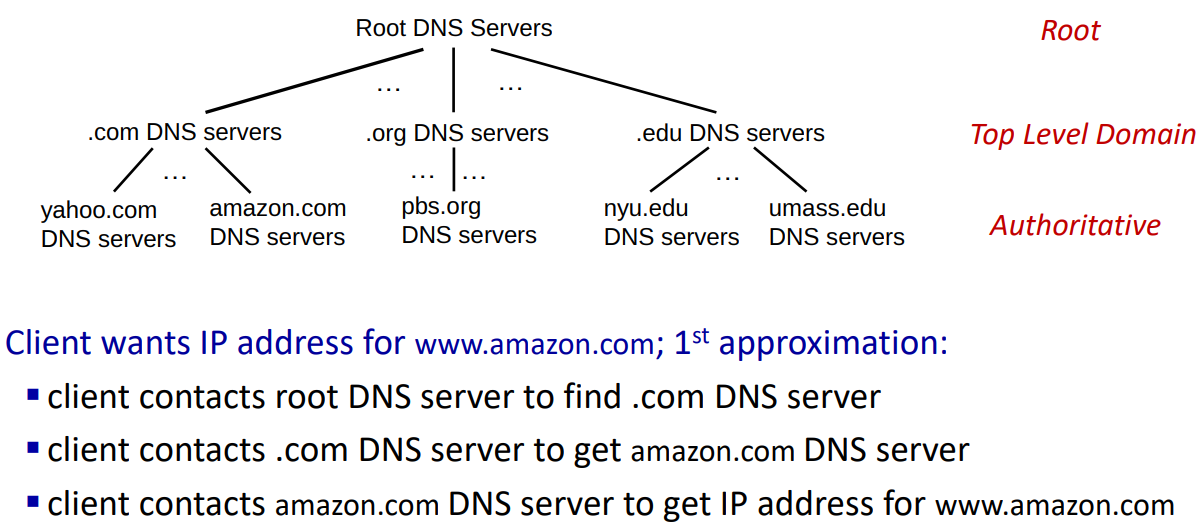 Root DNS Servers
Root
… …
.com DNS servers
.org DNS servers
.edu DNS servers
Top Level Domain
… … … …
yahoo.com
DNS servers
amazon.com
DNS servers
pbs.org
DNS servers
nyu.edu
DNS servers
umass.edu
DNS servers
Authoritative
Client wants IP address for www.amazon.com; 1st approximation:
▪ client contacts root DNS server to find .com DNS server
▪ client contacts .com DNS server to get amazon.com DNS server
▪ client contacts amazon.com DNS server to get IP address for www.amazon.com